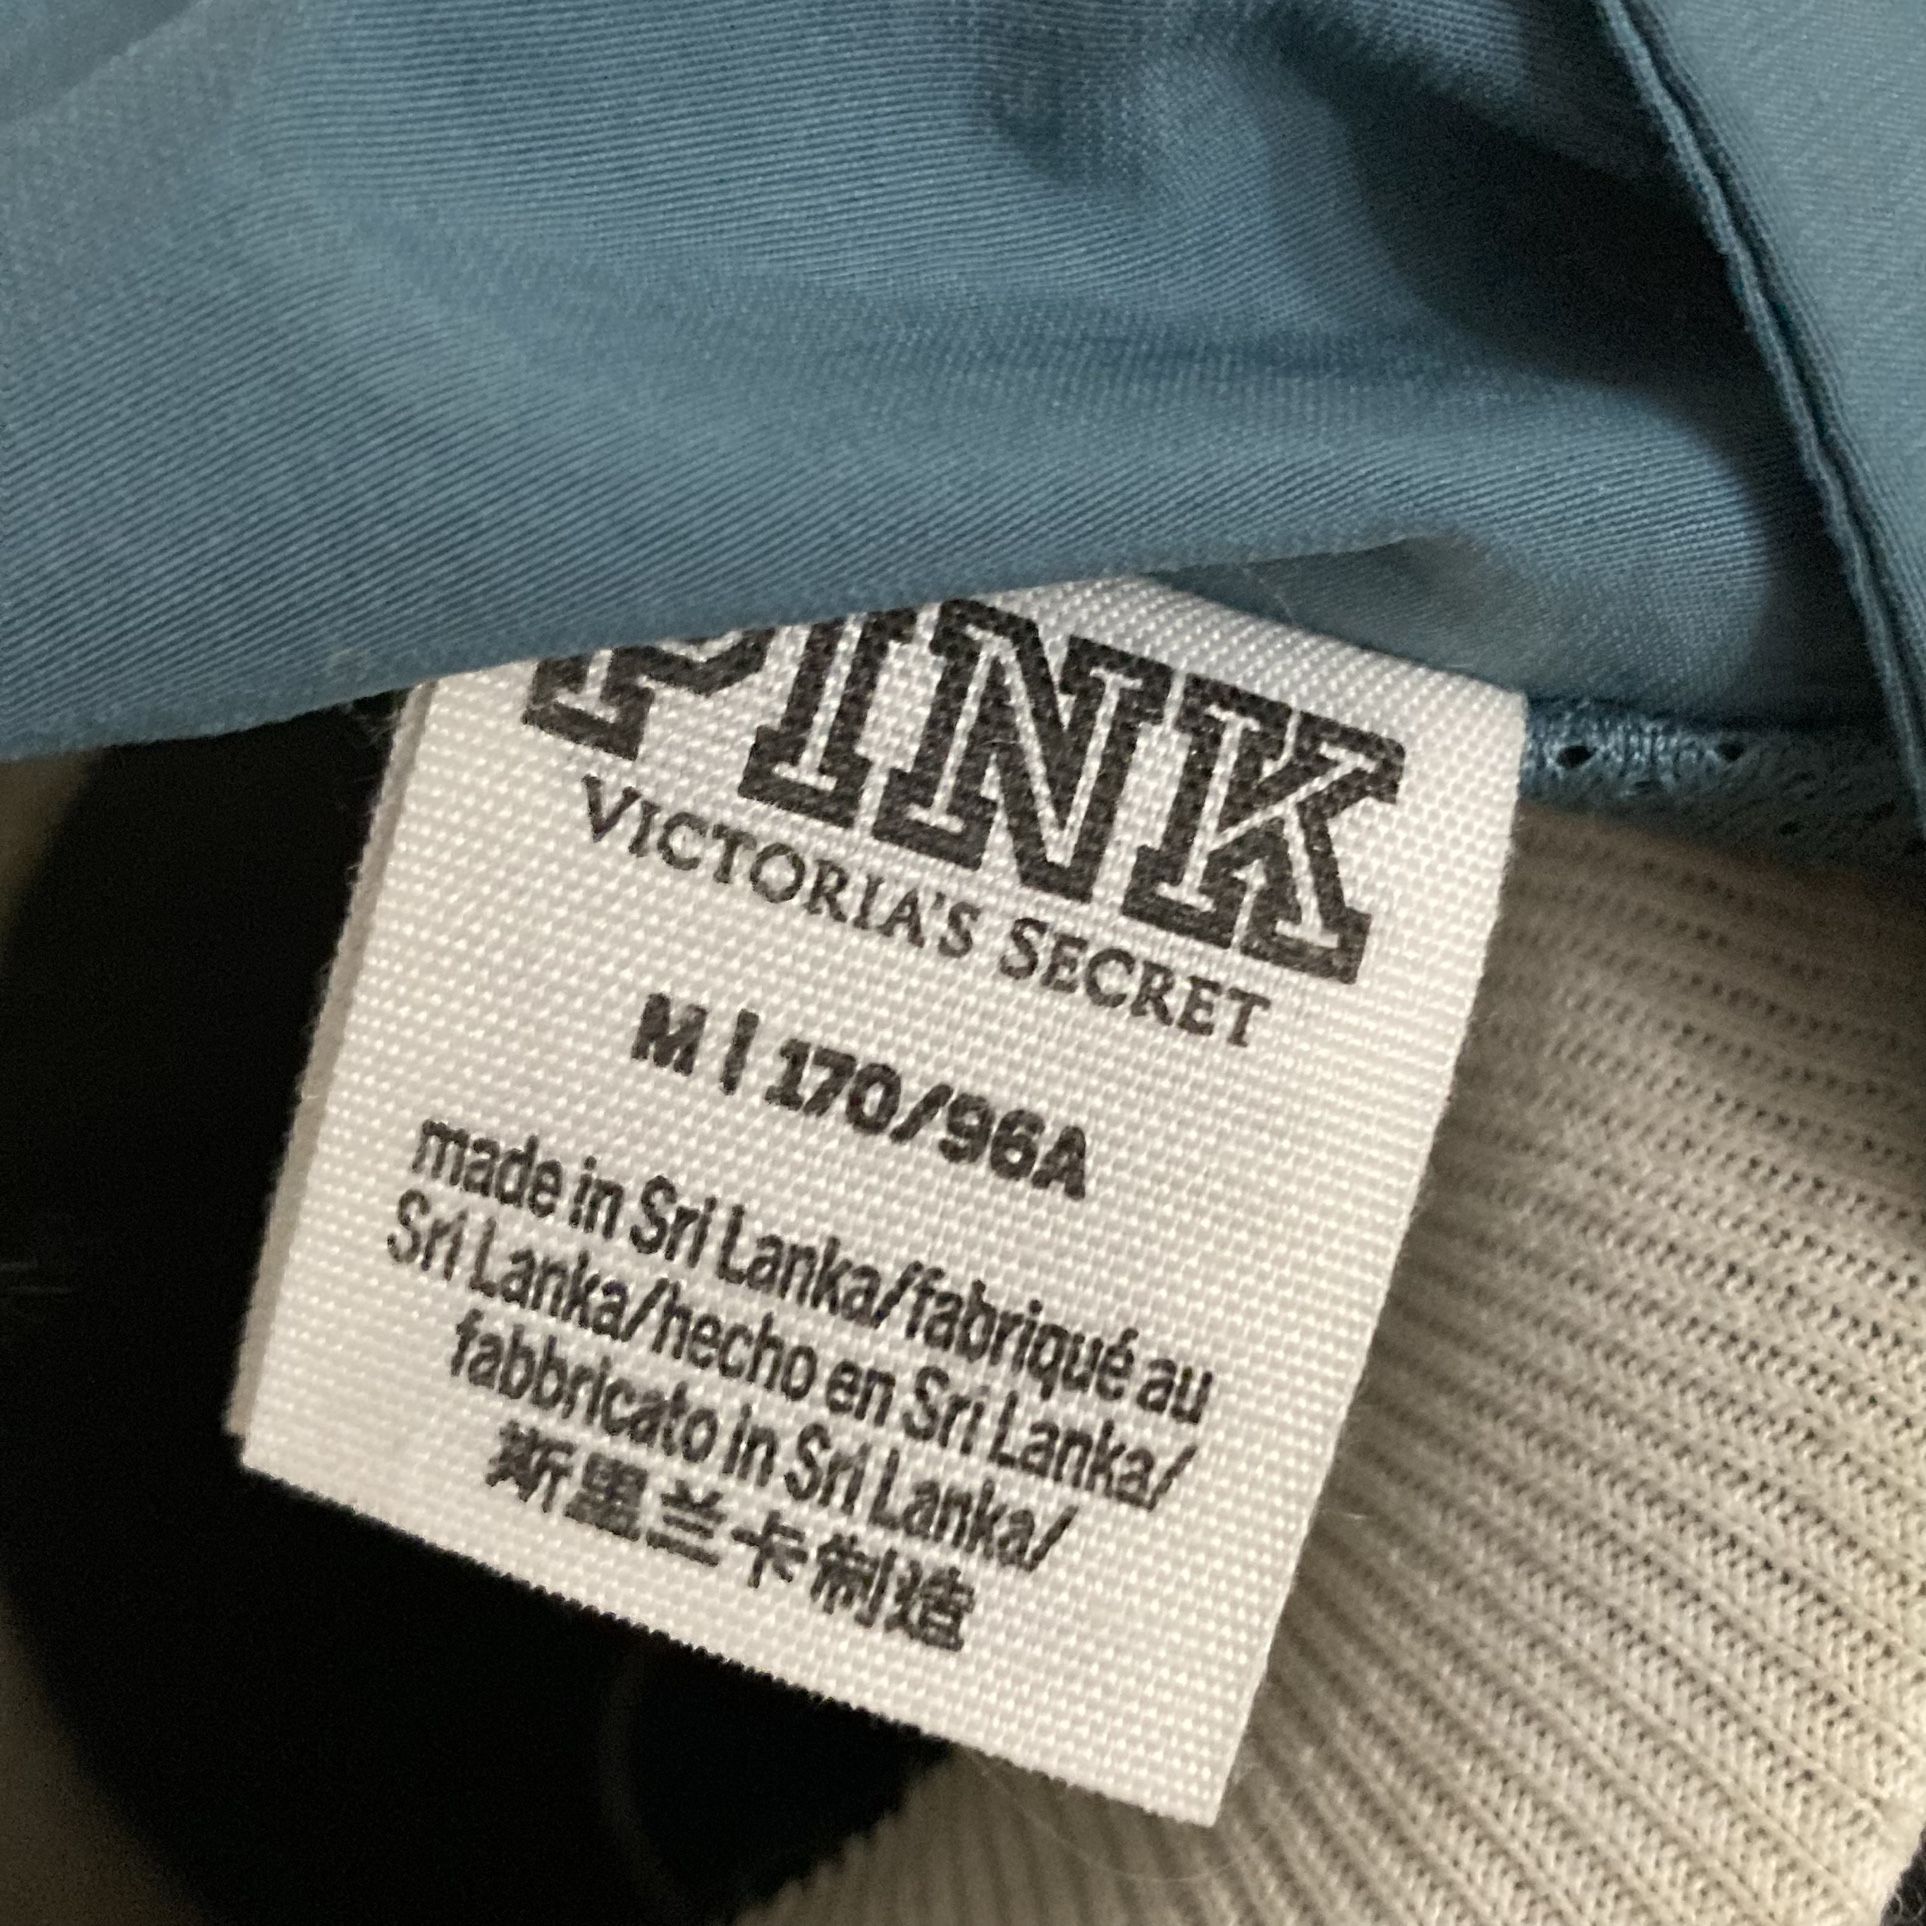 PINK
VICTORIA'S SECRET
M | 170/96A
made in Sri Lanka/fabriqué au
Sri Lanka/hecho en Sri Lanka/
fabbricato in Sri Lanka/
斯里兰卡制造